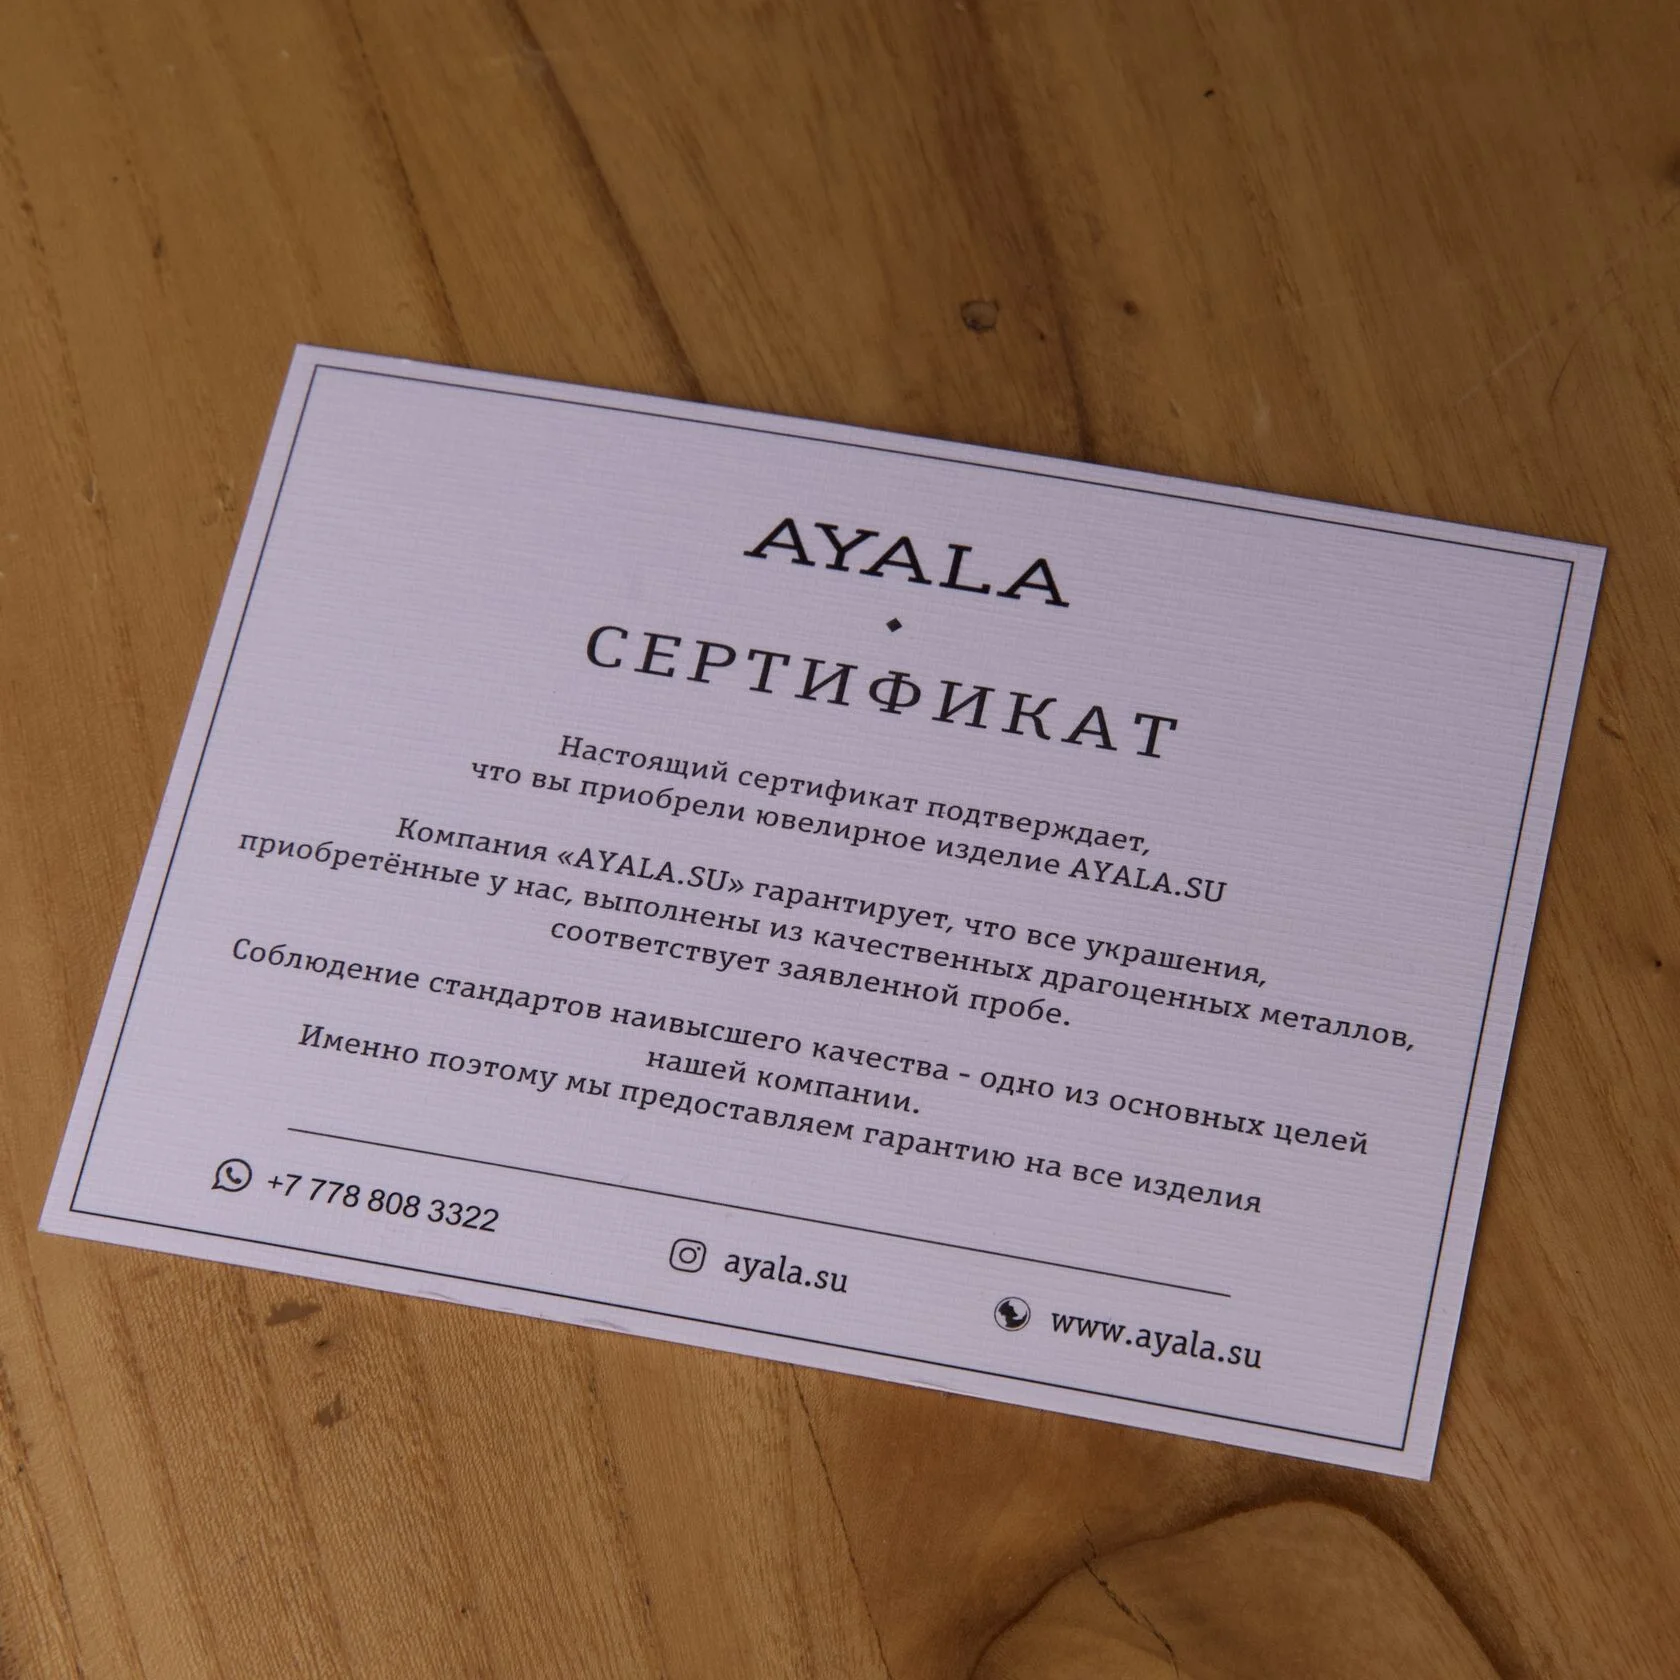 AYALA
СЕРТИФИКАТ
Настоящий сертификат подтверждает,
что вы приобрели ювелирное изделие AYALA.SU
Компания «AYALA.SU» гарантирует, что все украшения,
приобретённые у нас, выполнены из качественных драгоценных металлов,
соответствует заявленной пробе.
Соблюдение стандартов наивысшего качества - одно из основных целей
нашей компании.
Именно поэтому мы предоставляем гарантию на все изделия
+7 778 808 3322
ayala.su
www.ayala.su